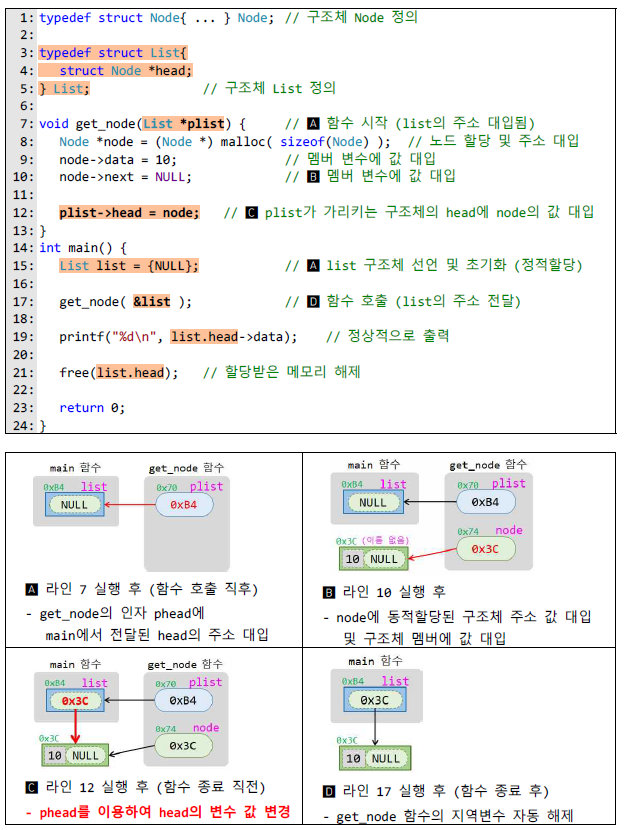 1: typedef struct Node{ ... } Node; // 구조체 Node 정의
2:
3: typedef struct List{
4: struct Node *head;
5: } List; // 구조체 List 정의
6:
7: void get_node(List *plist) { // A 함수 시작 (list의 주소 대입됨)
8: Node *node = (Node *) malloc( sizeof(Node) ); // 노드 할당 및 주소 대입
9: node->data = 10; // 멤버 변수에 값 대입
10: node->next = NULL; // B 멤버 변수에 값 대입
11:
12: plist->head = node; // C plist가 가리키는 구조체의 head에 node의 값 대입
13: }
14: int main() {
15: List list = {NULL}; // A list 구조체 선언 및 초기화 (정적할당)
16:
17: get_node( &list ); // D 함수 호출 (list의 주소 전달)
18:
19: printf("%d\n", list.head->data); // 정상적으로 출력
20:
21: free(list.head); // 할당받은 메모리 해제
22:
23: return 0;
24: }
main 함수 get_node 함수
0xB4 list 0x70 plist
NULL 0xB4
A 라인 7 실행 후 (함수 호출 직후)
- get_node의 인자 phead에
main에서 전달된 head의 주소 대입
main 함수 get_node 함수
0xB4 list 0x70 plist
NULL 0xB4
0x74 node
0x3C (이름 없음) 0x3C
10 NULL
B 라인 10 실행 후
- node에 동적할당된 구조체 주소 값 대입
및 구조체 멤버에 값 대입
main 함수 get_node 함수
0xB4 list 0x70 plist
0x3C 0xB4
0x74 node
0x3C 0x3C
10 NULL
C 라인 12 실행 후 (함수 종료 직전)
- phead를 이용하여 head의 변수 값 변경
main 함수
0xB4 list
0x3C
0x3C
10 NULL
D 라인 17 실행 후 (함수 종료 후)
- get_node 함수의 지역변수 자동 해제